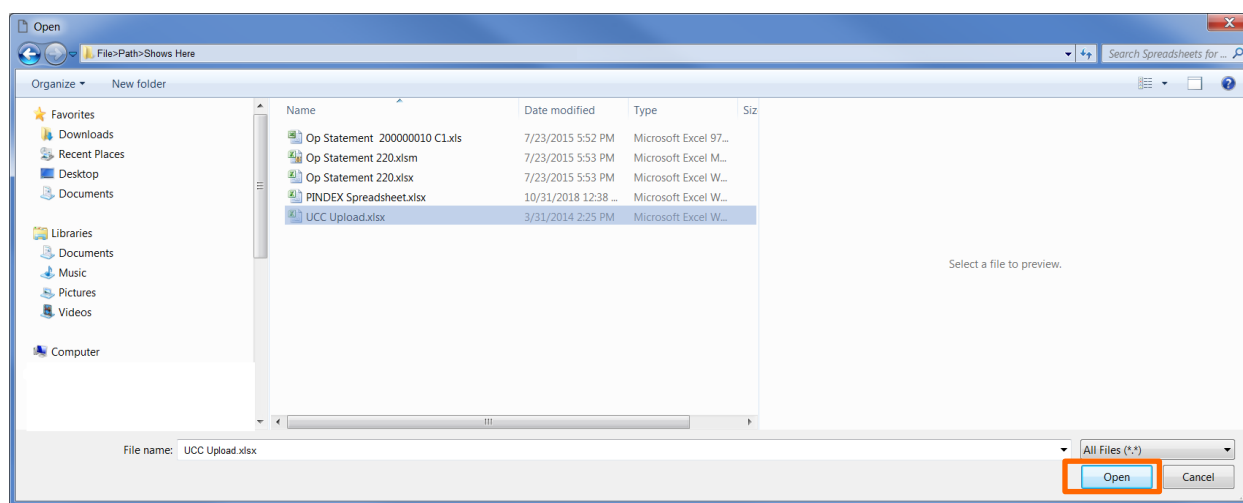 Open
File>Path>Shows Here
Search Spreadsheets for ...
Organize
New folder
Favorites
Downloads
Recent Places
Desktop
Documents
Libraries
Documents
Music
Pictures
Videos
Computer
Name Date modified Type Siz
Op Statement 200000010 C1.xls 7/23/2015 5:52 PM Microsoft Excel 97...
Op Statement 220.xlsm 7/23/2015 5:53 PM Microsoft Excel M...
Op Statement 220.xlsx 7/23/2015 5:53 PM Microsoft Excel W...
PINDEX Spreadsheet.xlsx 10/31/2018 12:38 ... Microsoft Excel W...
UCC Upload.xlsx 3/31/2014 2:25 PM Microsoft Excel W...
Select a file to preview.
File name: UCC Upload.xlsx
All Files (*.*)
Open
Cancel